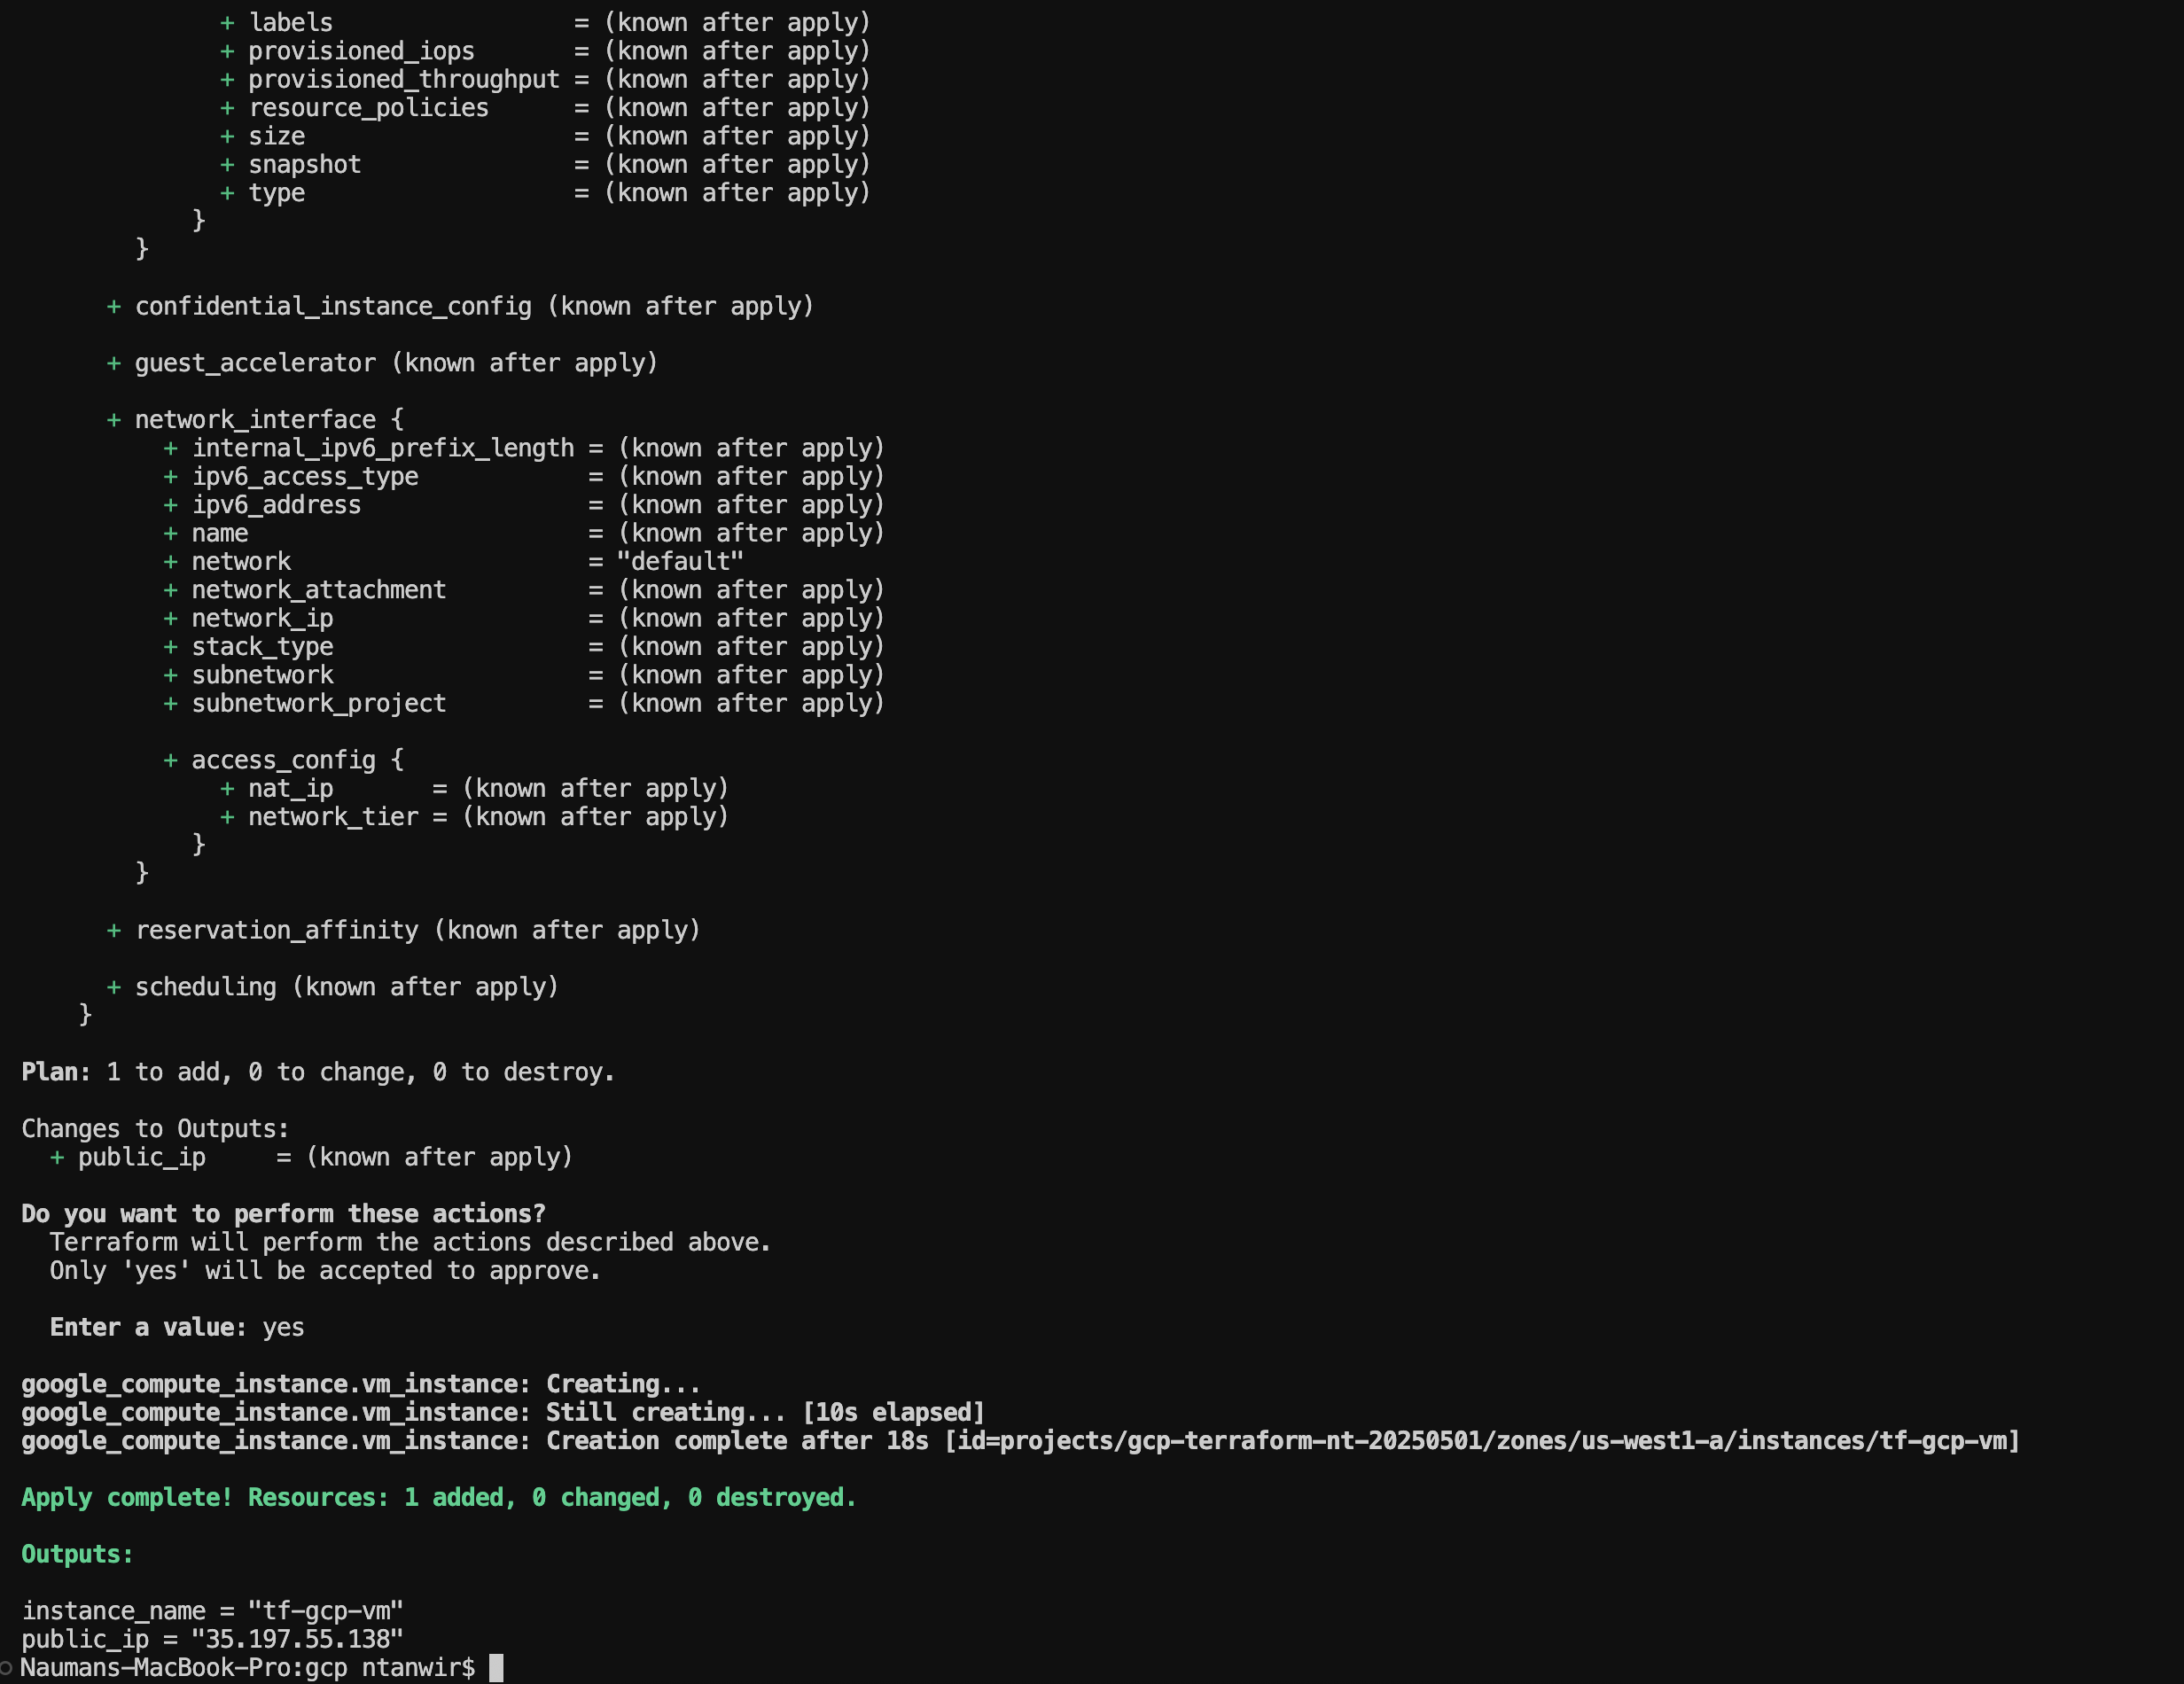 + labels                 = (known after apply)
+ provisioned_iops       = (known after apply)
+ provisioned_throughput = (known after apply)
+ resource_policies      = (known after apply)
+ size                   = (known after apply)
+ snapshot               = (known after apply)
+ type                   = (known after apply)
}
}
+ confidential_instance_config (known after apply)
+ guest_accelerator (known after apply)
+ network_interface {
+ internal_ipv6_prefix_length = (known after apply)
+ ipv6_access_type            = (known after apply)
+ ipv6_address                = (known after apply)
+ name                        = (known after apply)
+ network                     = "default"
+ network_attachment          = (known after apply)
+ network_ip                  = (known after apply)
+ stack_type                  = (known after apply)
+ subnetwork                  = (known after apply)
+ subnetwork_project          = (known after apply)
+ access_config {
+ nat_ip       = (known after apply)
+ network_tier = (known after apply)
}
}
+ reservation_affinity (known after apply)
+ scheduling (known after apply)
}
Plan: 1 to add, 0 to change, 0 to destroy.
Changes to Outputs:
+ public_ip     = (known after apply)
Do you want to perform these actions?
Terraform will perform the actions described above.
Only 'yes' will be accepted to approve.
Enter a value: yes
google_compute_instance.vm_instance: Creating...
google_compute_instance.vm_instance: Still creating... [10s elapsed]
google_compute_instance.vm_instance: Creation complete after 18s [id=projects/gcp-terraform-nt-20250501/zones/us-west1-a/instances/tf-gcp-vm]
Apply complete! Resources: 1 added, 0 changed, 0 destroyed.
Outputs:
instance_name = "tf-gcp-vm"
public_ip = "35.197.55.138"
Naumans-MacBook-Pro:gcp ntanwir$